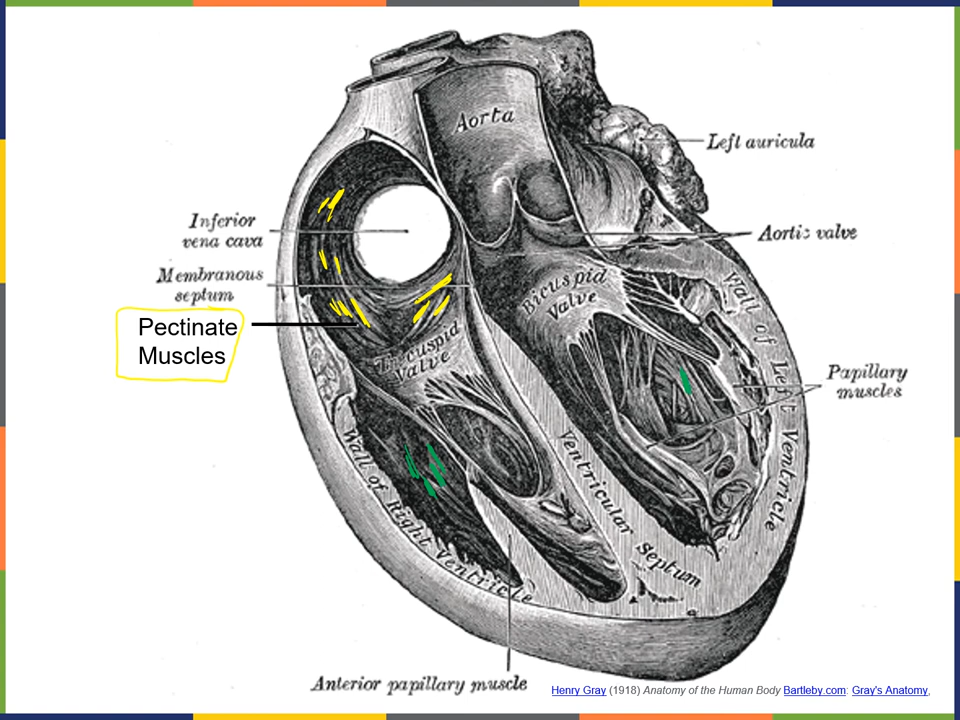 Aorta
Left auricula
Inferior
vena cava
Aortic valve
Membranous
septum
Bicuspid
Valve
Wall of Left Ventricle
Pectinate
Muscles
Tricuspid
Valve
Papillary
muscles
Wall of Right Ventricle
Ventricular Septum
Anterior papillary muscle
Henry Gray (1918) Anatomy of the Human Body Bartleby.com: Gray's Anatomy,